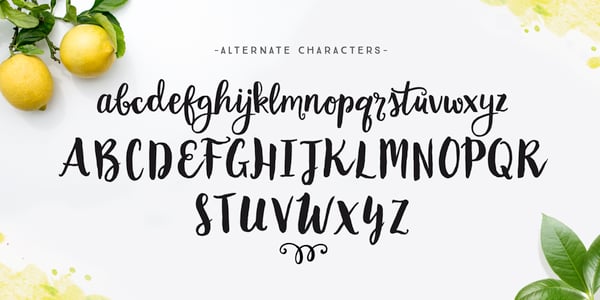 -ALTERNATE CHARACTERS-
abcdefghijklmnopqrstuvwxyz
ABCDEFGHIJKLMNOPQR
STUVWXYZ